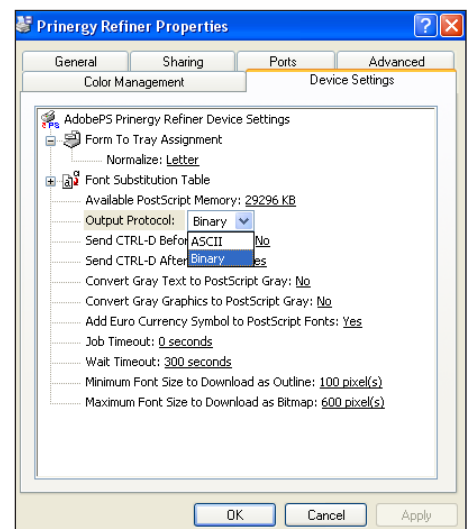 Prinergy Refiner Properties
General Sharing Ports Advanced
Color Management Device Settings
AdobePS Prinergy Refiner Device Settings
Form To Tray Assignment
Normalize: Letter
Font Substitution Table
Available PostScript Memory: 29296 KB
Output Protocol: Binary
Send CTRL-D Befor ASCII No
Send CTRL-D After Binary es
Convert Gray Text to PostScript Gray: No
Convert Gray Graphics to PostScript Gray: No
Add Euro Currency Symbol to PostScript Fonts: Yes
Job Timeout: 0 seconds
Wait Timeout: 300 seconds
Minimum Font Size to Download as Outline: 100 pixel(s)
Maximum Font Size to Download as Bitmap: 600 pixel(s)
OK Cancel Apply